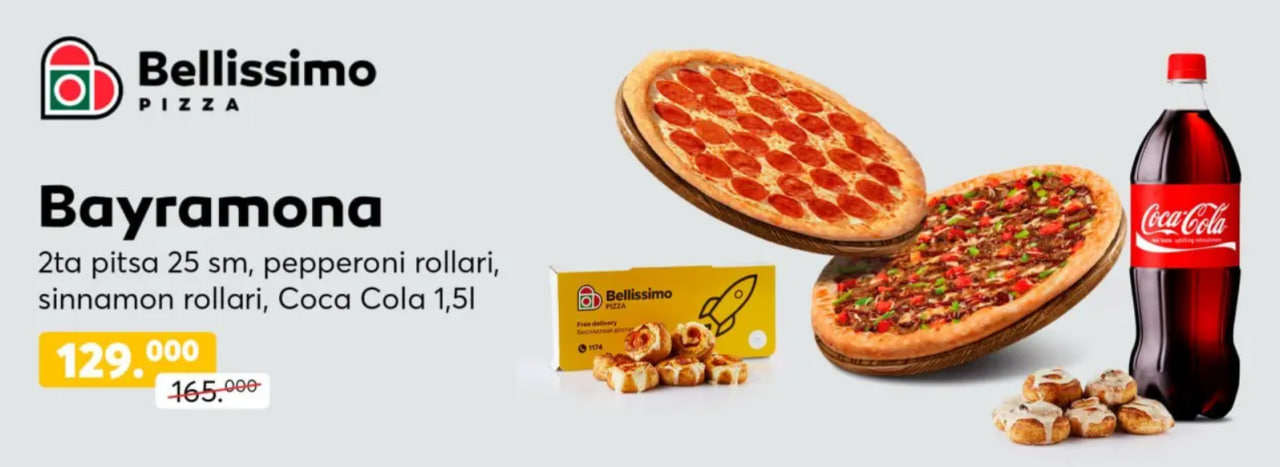 Bellissimo
PIZZA
Bayramona
2ta pitsa 25 sm, pepperoni rollari,
sinnamon rollari, Coca Cola 1,5l
129.000
165.000
Bellissimo
PIZZA
Free delivery
1174
Coca-Cola